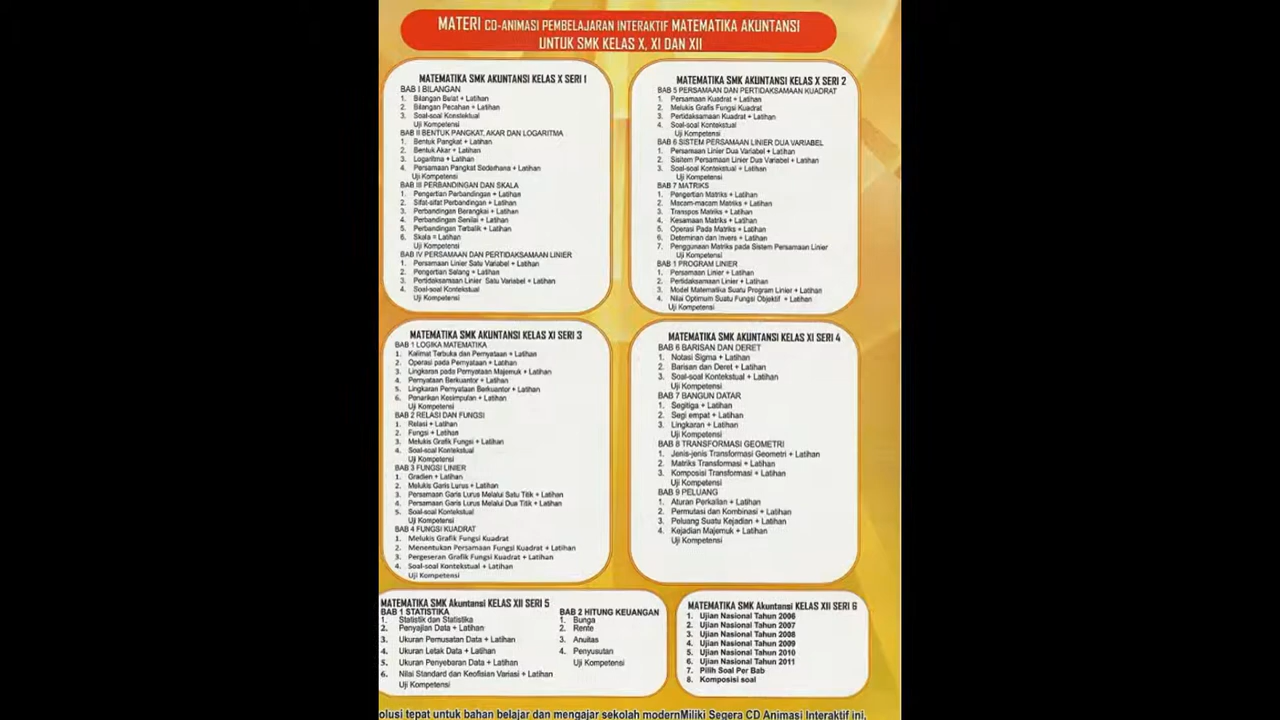 MATERI CD-ANIMASI PEMBELAJARAN INTERAKTIF MATEMATIKA AKUNTANSI
UNTUK SMK KELAS X, XI DAN XII
MATEMATIKA SMK AKUNTANSI KELAS X SERI 1
BAB I BILANGAN
1. Bilangan Bulat + Latihan
2. Bilangan Pecahan + Latihan
3. Soal-soal Konstektual
Uji Kompetensi
BAB II BENTUK PANGKAT, AKAR DAN LOGARITMA
1. Bentuk Pangkat + Latihan
2. Bentuk Akar + Latihan
3. Logaritma + Latihan
4. Persamaan Pangkat Sederhana + Latihan
Uji Kompetensi
BAB III PERBANDINGAN DAN SKALA
1. Pengertian Perbandingan + Latihan
2. Sifat-sifat Perbandingan + Latihan
3. Perbandingan Berangkai + Latihan
4. Perbandingan Senilai + Latihan
5. Perbandingan Terbalik + Latihan
6. Skala = Latihan
Uji Kompetensi
BAB IV PERSAMAAN DAN PERTIDAKSAMAAN LINIER
1. Persamaan Linier Satu Variabel + Latihan
2. Pengertian Selang + Latihan
3. Pertidaksamaan Linier Satu Variabel + Latihan
4. Soal-soal Kontekstual
Uji Kompetensi
MATEMATIKA SMK AKUNTANSI KELAS X SERI 2
BAB 5 PERSAMAAN DAN PERTIDAKSAMAAN KUADRAT
1. Persamaan Kuadrat + Latihan
2. Melukis Grafis Fungsi Kuadrat
3. Pertidaksamaan Kuadrat + Latihan
4. Soal-soal Kontekstual
Uji Kompetensi
BAB 6 SISTEM PERSAMAAN LINIER DUA VARIABEL
1. Persamaan Linier Dua Variabel + Latihan
2. Sisitem Persamaan Linier Dua Variabel + Latihan
3. Soal-soal Kontekstual + Latihan
Uji Kompetensi
BAB 7 MATRIKS
1. Pengertian Matriks + Latihan
2. Macam-macam Matriks + Latihan
3. Transpos Matriks + Latihan
4. Kesamaan Matriks + Latihan
5. Operasi Pada Matriks + Latihan
6. Deteminan dan Invers + Latihan
7. Penggunaan Matriks pada Sistem Persamaan Linier
Uji Kompetensi
BAB 1 PROGRAM LINIER
1. Persamaan Linier + Latihan
2. Pertidaksamaan Linier + Latihan
3. Model Matematika Suatu Program Linier + Latihan
4. Nilai Optimum Suatu Fungsi Objektif + Latihan
Uji Kompetensi
MATEMATIKA SMK AKUNTANSI KELAS XI SERI 3
BAB 1 LOGIKA MATEMATIKA
1. Kalimat Terbuka dan Pernyataan + Latihan
2. Operasi pada Pernyataan + Latihan
3. Lingkaran pada Pernyataan Majemuk + Latihan
4. Pernyataan Berkuantor + Latihan
5. Lingkaran Pernyataan Berkuantor + Latihan
6. Penarikan Kesimpulan + Latihan
Uji Kompetensi
BAB 2 RELASI DAN FUNGSI
1. Relasi + Latihan
2. Fungsi + Latihan
3. Melukis Grafik Fungsi + Latihan
4. Soal-soal Kontekstual
Uji Kompetensi
BAB 3 FUNGSI LINIER
1. Gradien + Latihan
2. Melukis Garis Lurus + Latihan
3. Persamaan Garis Lurus Melalui Satu Titik + Latihan
4. Persamaan Garis Lurus Melalui Dua Titik + Latihan
5. Soal-soal Kontekstual
Uji Kompetensi
BAB 4 FUNGSI KUADRAT
1. Melukis Grafik Fungsi Kuadrat
2. Menentukan Persamaan Fungsi Kuadrat + Latihan
3. Pergeseran Grafik Fungsi Kuadrat + Latihan
4. Soal-soal Kontekstual + Latihan
Uji Kompetensi
MATEMATIKA SMK AKUNTANSI KELAS XI SERI 4
BAB 6 BARISAN DAN DERET
1. Notasi Sigma + Latihan
2. Barisan dan Deret + Latihan
3. Soal-soal Kontekstual + Latihan
Uji Kompetensi
BAB 7 BANGUN DATAR
1. Segitiga + Latihan
2. Segi empat + Latihan
3. Lingkaran + Latihan
Uji Kompetensi
BAB 8 TRANSFORMASI GEOMETRI
1. Jenis-jenis Transformasi Geometri + Latihan
2. Matriks Transformasi + Latihan
3. Komposisi Transformasi + Latihan
Uji Kompetensi
BAB 9 PELUANG
1. Aturan Perkalian + Latihan
2. Permutasi dan Kombinasi + Latihan
3. Peluang Suatu Kejadian + Latihan
4. Kejadian Majemuk + Latihan
Uji Kompetensi
MATEMATIKA SMK Akuntansi KELAS XII SERI 5
BAB 1 STATISTIKA
1. Statistik dan Statistika
2. Penyajian Data + Latihan
3. Ukuran Pemusatan Data + Latihan
4. Ukuran Letak Data + Latihan
5. Ukuran Penyebaran Data + Latihan
6. Nilai Standard dan Keofisian Variasi + Latihan
Uji Kompetensi
BAB 2 HITUNG KEUANGAN
1. Bunga
2. Rente
3. Anuitas
4. Penyusutan
Uji Kompetensi
MATEMATIKA SMK Akuntansi KELAS XII SERI 6
1. Ujian Nasional Tahun 2006
2. Ujian Nasional Tahun 2007
3. Ujian Nasional Tahun 2008
4. Ujian Nasional Tahun 2009
5. Ujian Nasional Tahun 2010
6. Ujian Nasional Tahun 2011
7. Pilih Soal Per Bab
8. Komposisi soal
olusi tepat untuk bahan belajar dan mengajar sekolah modernMiliki Segera CD Animasi Interaktif ini.